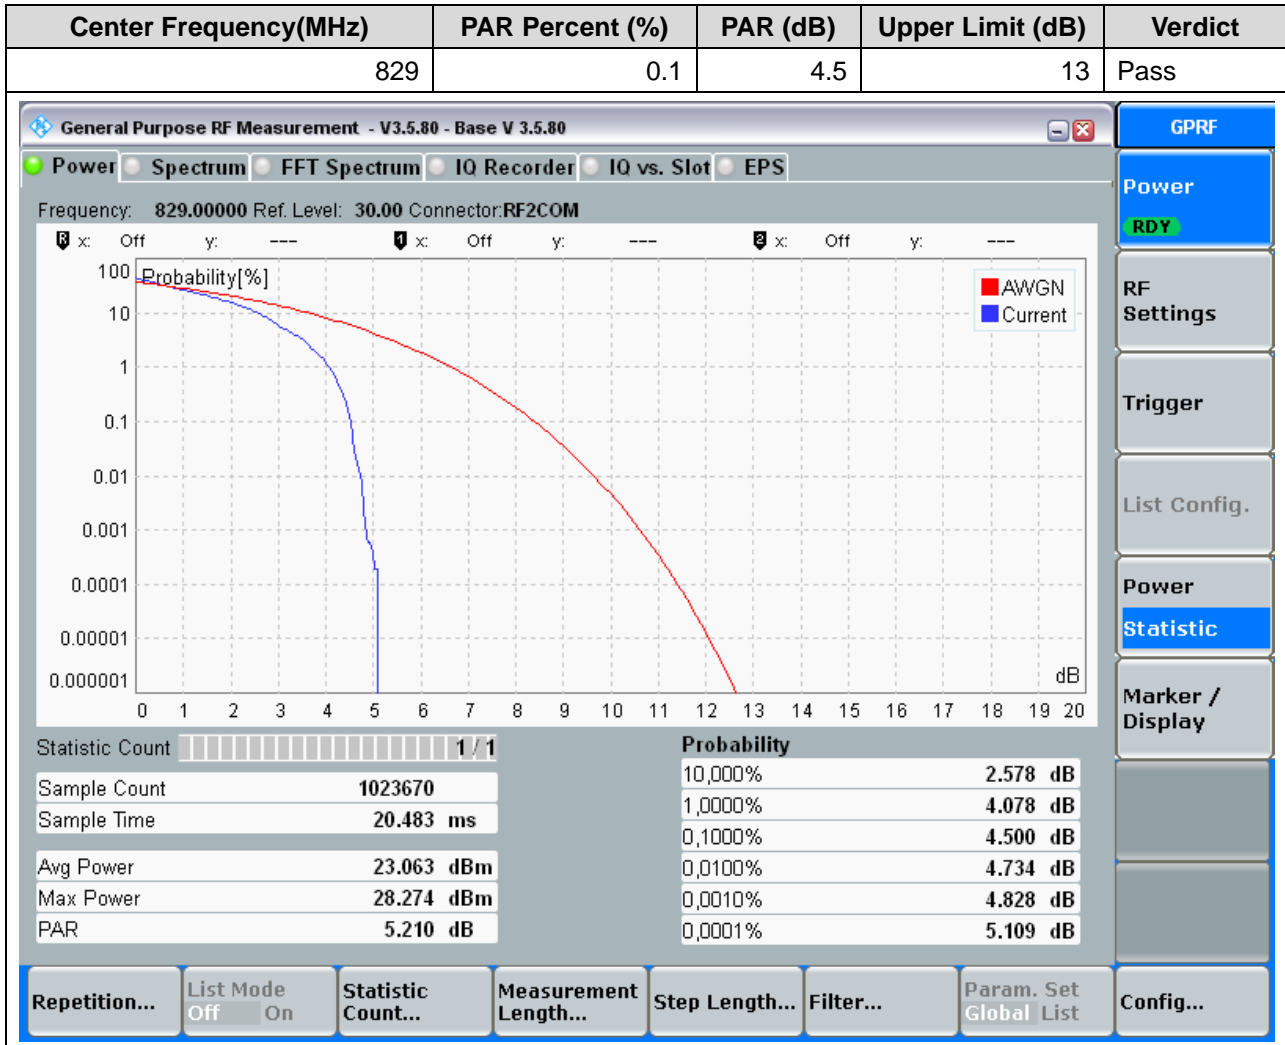 Center Frequency(MHz) PAR Percent (%) PAR (dB) Upper Limit (dB) Verdict
829 0.1 4.5 13 Pass
General Purpose RF Measurement - V3.5.80 - Base V 3.5.80
GPRF
Power Spectrum FFT Spectrum IQ Recorder IQ vs. Slot EPS
Power
RDY
Frequency: 829.00000 Ref. Level: 30.00 Connector:RF2COM
R x: Off y: --- 1 x: Off y: --- 2 x: Off y: ---
Probability[%]
AWGN
Current
100
10
1
0.1
0.01
0.001
0.0001
0.00001
0.000001
dB
0 1 2 3 4 5 6 7 8 9 10 11 12 13 14 15 16 17 18 19 20
RF
Settings
Trigger
List Config.
Power
Statistic
Marker /
Display
Statistic Count 1 / 1
Sample Count 1023670
Sample Time 20.483 ms
Avg Power 23.063 dBm
Max Power 28.274 dBm
PAR 5.210 dB
Probability
10,000% 2.578 dB
1,0000% 4.078 dB
0,1000% 4.500 dB
0,0100% 4.734 dB
0,0010% 4.828 dB
0,0001% 5.109 dB
Repetition...
List Mode
Off On
Statistic
Count...
Measurement
Length...
Step Length...
Filter...
Param. Set
Global List
Config...